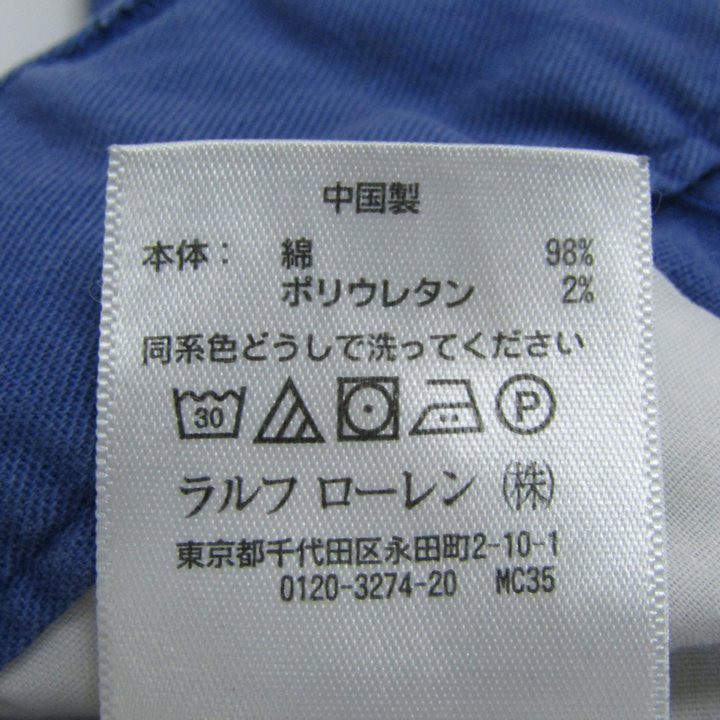 中国製
本体： 綿 98%
ポリウレタン 2%
同系色どうしで洗ってください
30 P
ラルフ ローレン ㈱
東京都千代田区永田町2-10-1
0120-3274-20 MC35